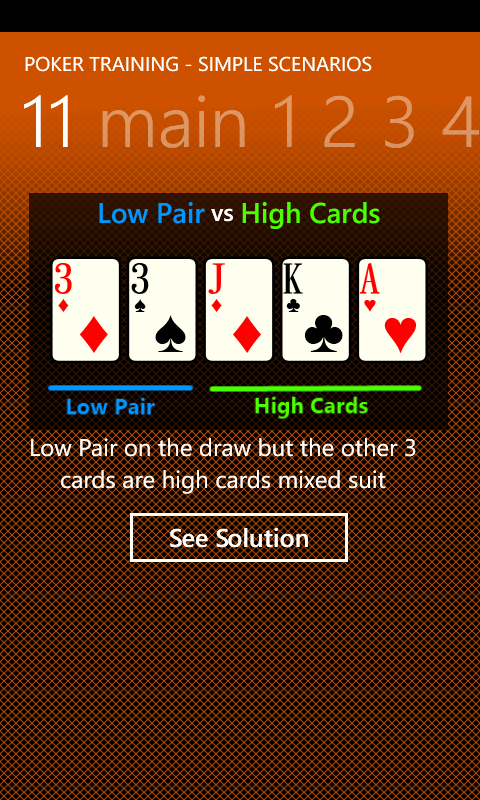 POKER TRAINING - SIMPLE SCENARIOS
11 main 1 2 3 4
Low Pair vs High Cards
3 3 J K A
Low Pair High Cards
Low Pair on the draw but the other 3
cards are high cards mixed suit
See Solution